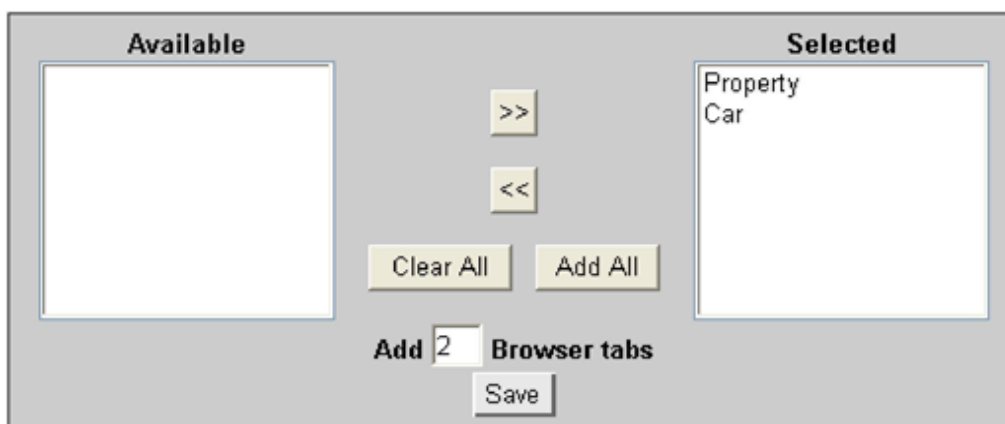 Available
Selected
Property
Car
>>
<<
Clear All
Add All
Add 2 Browser tabs
Save